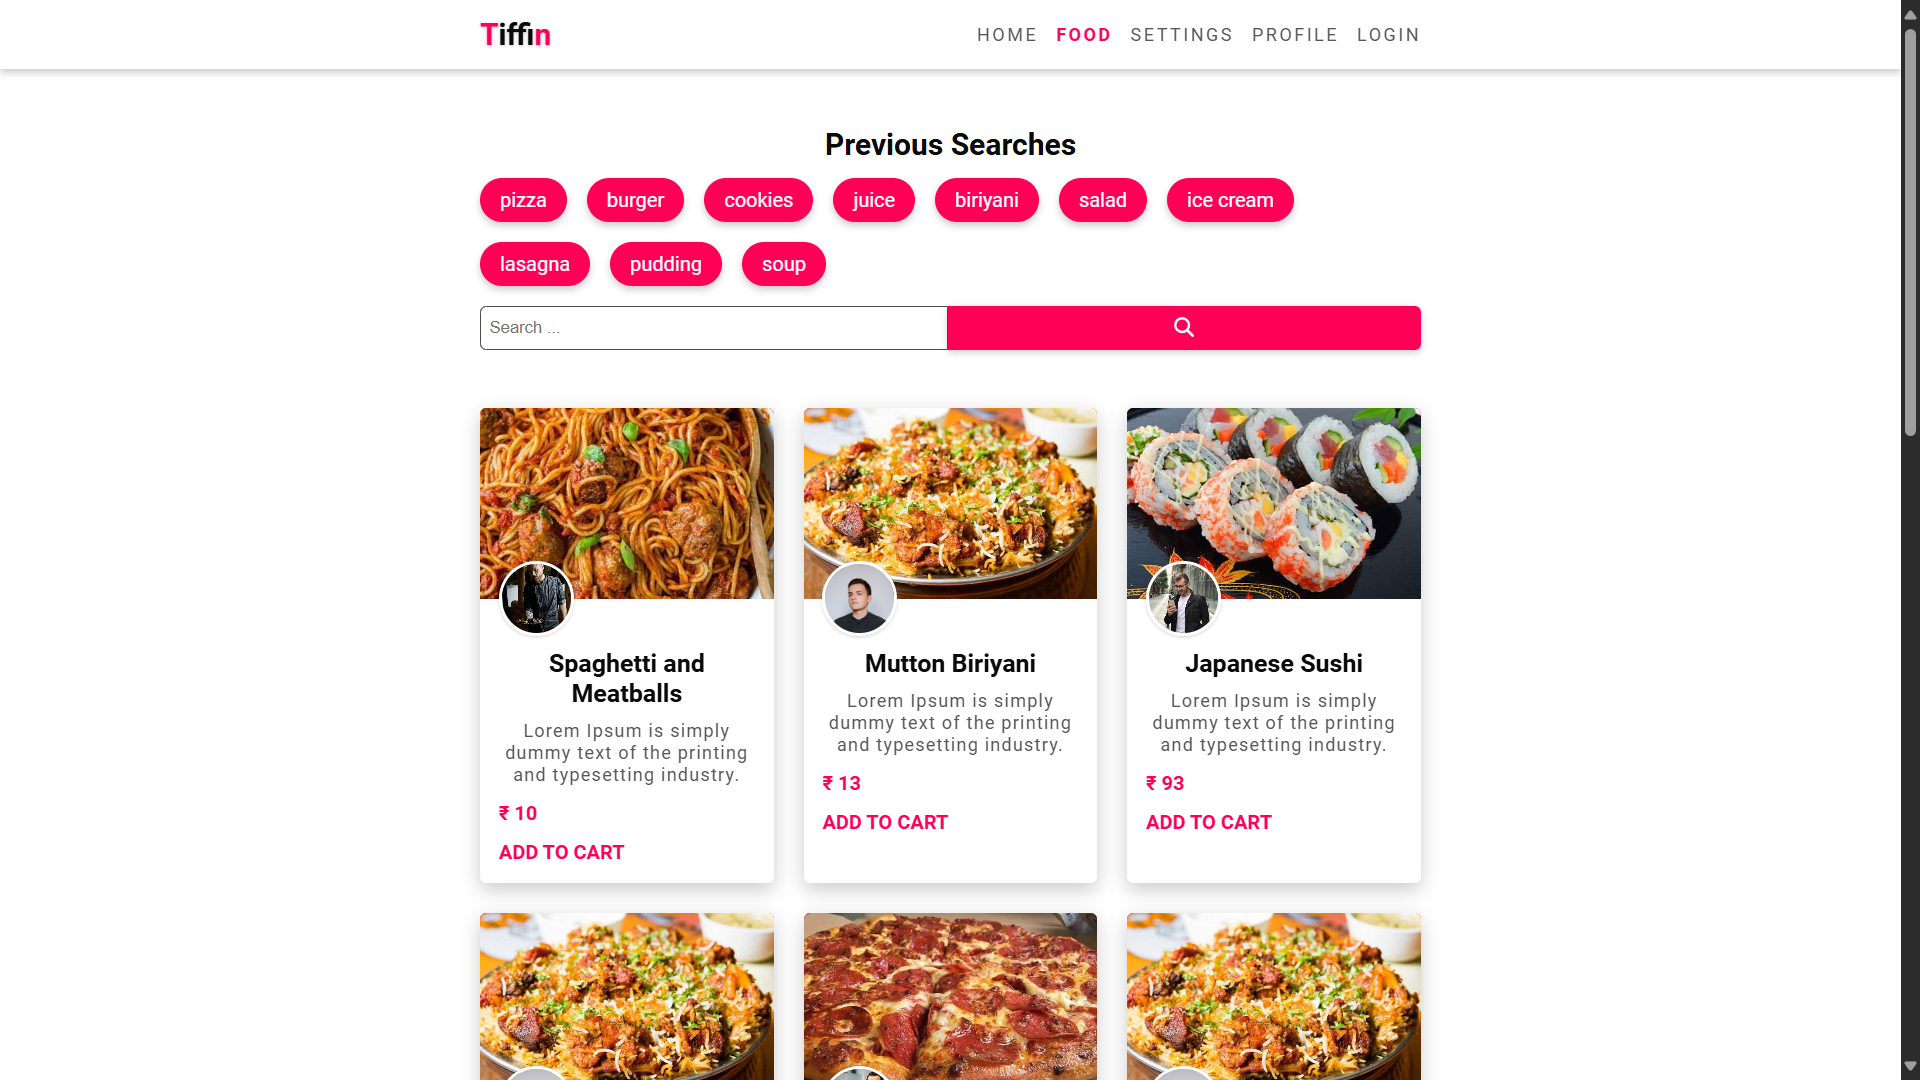 Tiffin
HOME FOOD SETTINGS PROFILE LOGIN
Previous Searches
pizza burger cookies juice biriyani salad ice cream
lasagna pudding soup
Search ...
Spaghetti and
Meatballs
Lorem Ipsum is simply
dummy text of the printing
and typesetting industry.
₹ 10
ADD TO CART
Mutton Biriyani
Lorem Ipsum is simply
dummy text of the printing
and typesetting industry.
₹ 13
ADD TO CART
Japanese Sushi
Lorem Ipsum is simply
dummy text of the printing
and typesetting industry.
₹ 93
ADD TO CART